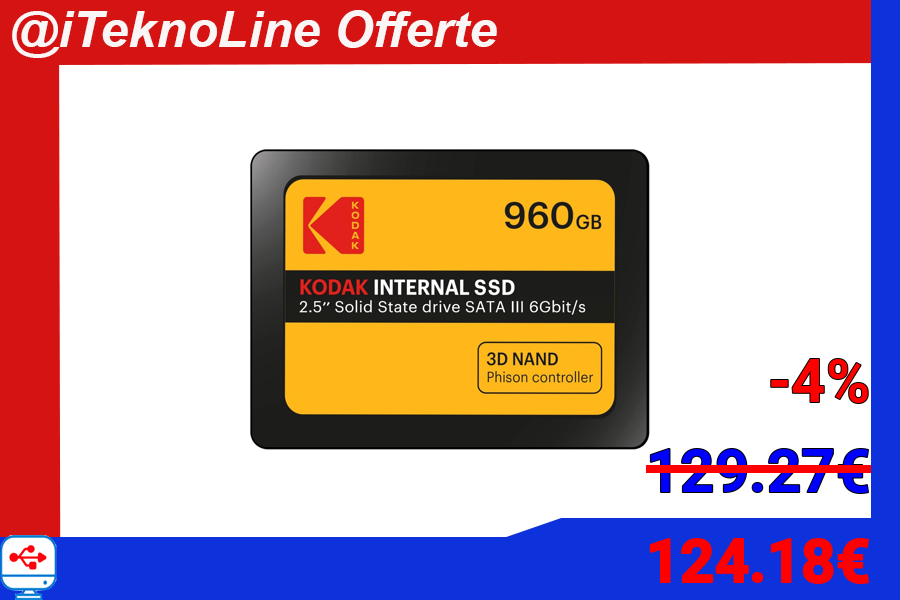 @iTeknoLine Offerte
KODAK
960GB
KODAK INTERNAL SSD
2.5″ Solid State drive SATA III 6Gbit/s
3D NAND
Phison controller
-4%
129.27€
124.18€